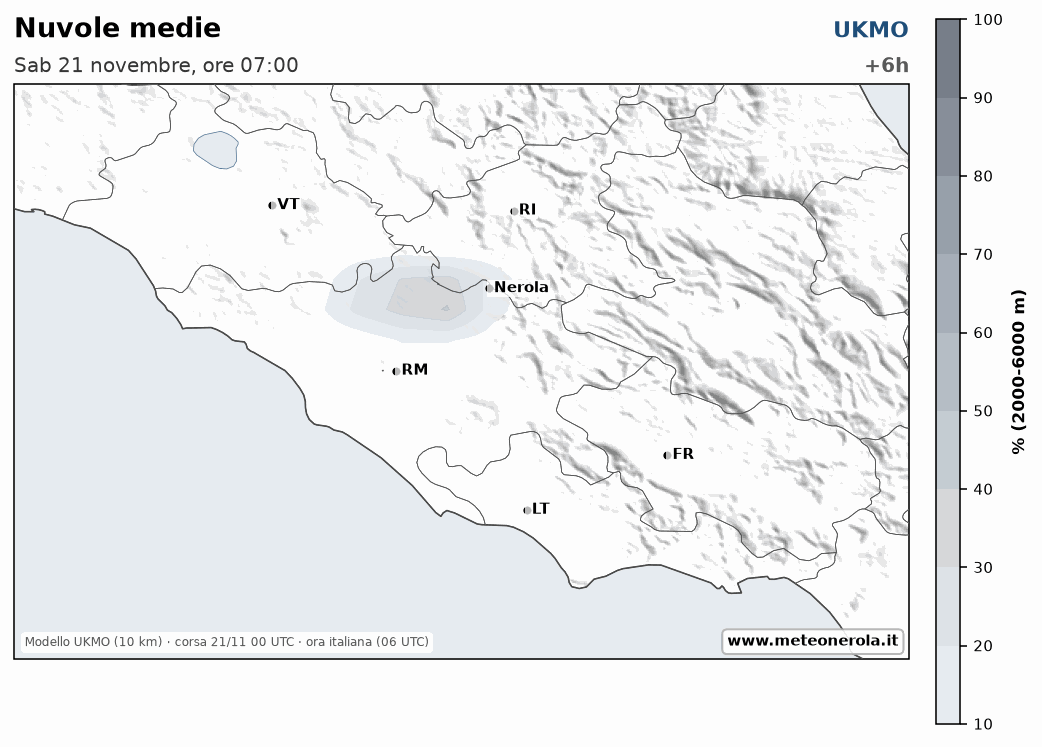 Nuvole medie
UKMO
Sab 21 novembre, ore 07:00
+6h
VT
RI
Nerola
RM
FR
LT
Modello UKMO (10 km) · corsa 21/11 00 UTC · ora italiana (06 UTC)
www.meteonerola.it
100
90
80
70
60
50
40
30
20
10
% (2000-6000 m)